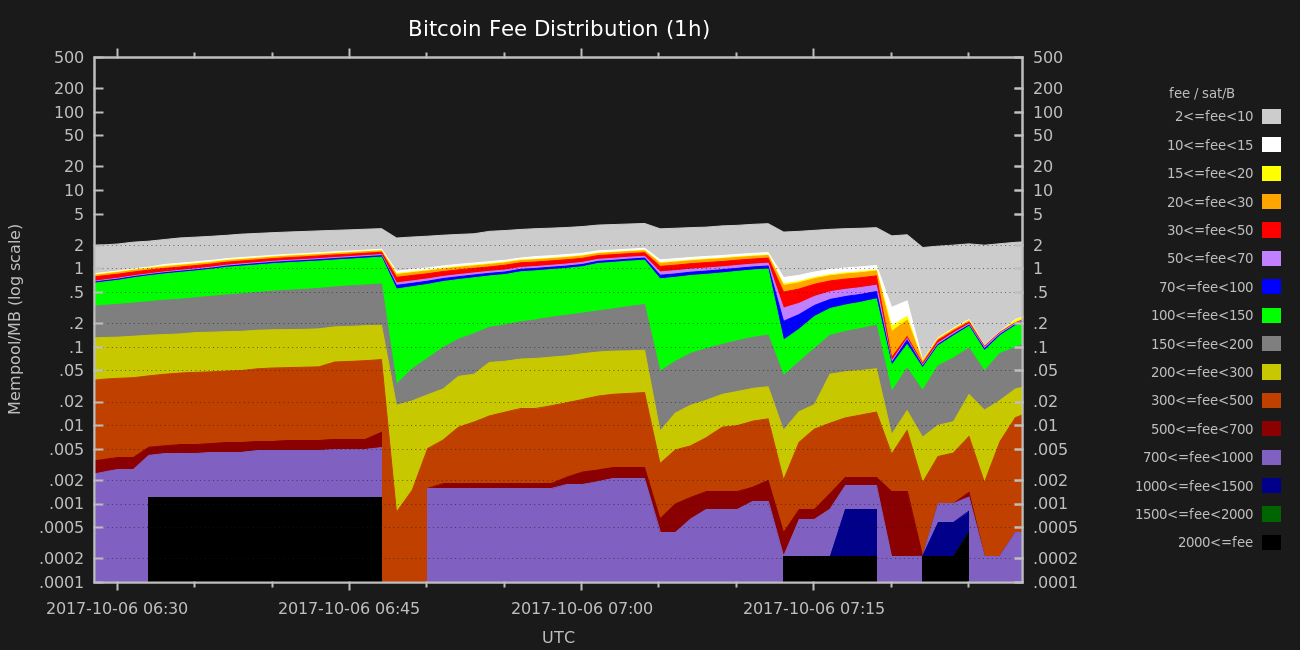 Bitcoin Fee Distribution (1h)
500 500
200 200
100 100
50 50
20 20
10 10
5 5
2 2
1 1
.5 .5
.2 .2
.1 .1
.05 .05
.02 .02
.01 .01
.005 .005
.002 .002
.001 .001
.0005 .0005
.0002 .0002
.0001 .0001
Mempool/MB (log scale)
2017-10-06 06:30 2017-10-06 06:45 2017-10-06 07:00 2017-10-06 07:15
UTC
fee / sat/B
2<=fee<10
10<=fee<15
15<=fee<20
20<=fee<30
30<=fee<50
50<=fee<70
70<=fee<100
100<=fee<150
150<=fee<200
200<=fee<300
300<=fee<500
500<=fee<700
700<=fee<1000
1000<=fee<1500
1500<=fee<2000
2000<=fee